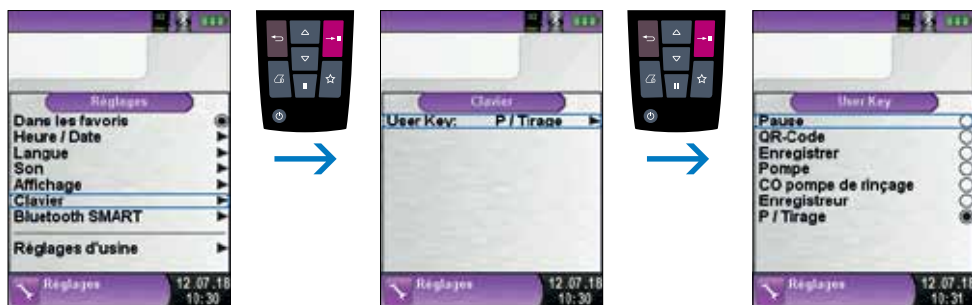 Réglages
Dans les favoris
Heure / Date
Langue
Son
Affichage
Clavier
Bluetooth SMART
Réglages d'usine
Réglages
12.07.18
10:30
Clavier
User Key: P / Tirage
Réglages
12.07.18
10:30
User Key
Pause
QR-Code
Enregistrer
Pompe
CO pompe de rinçage
Enregistreur
P / Tirage
Réglages
12.07.18
10:31